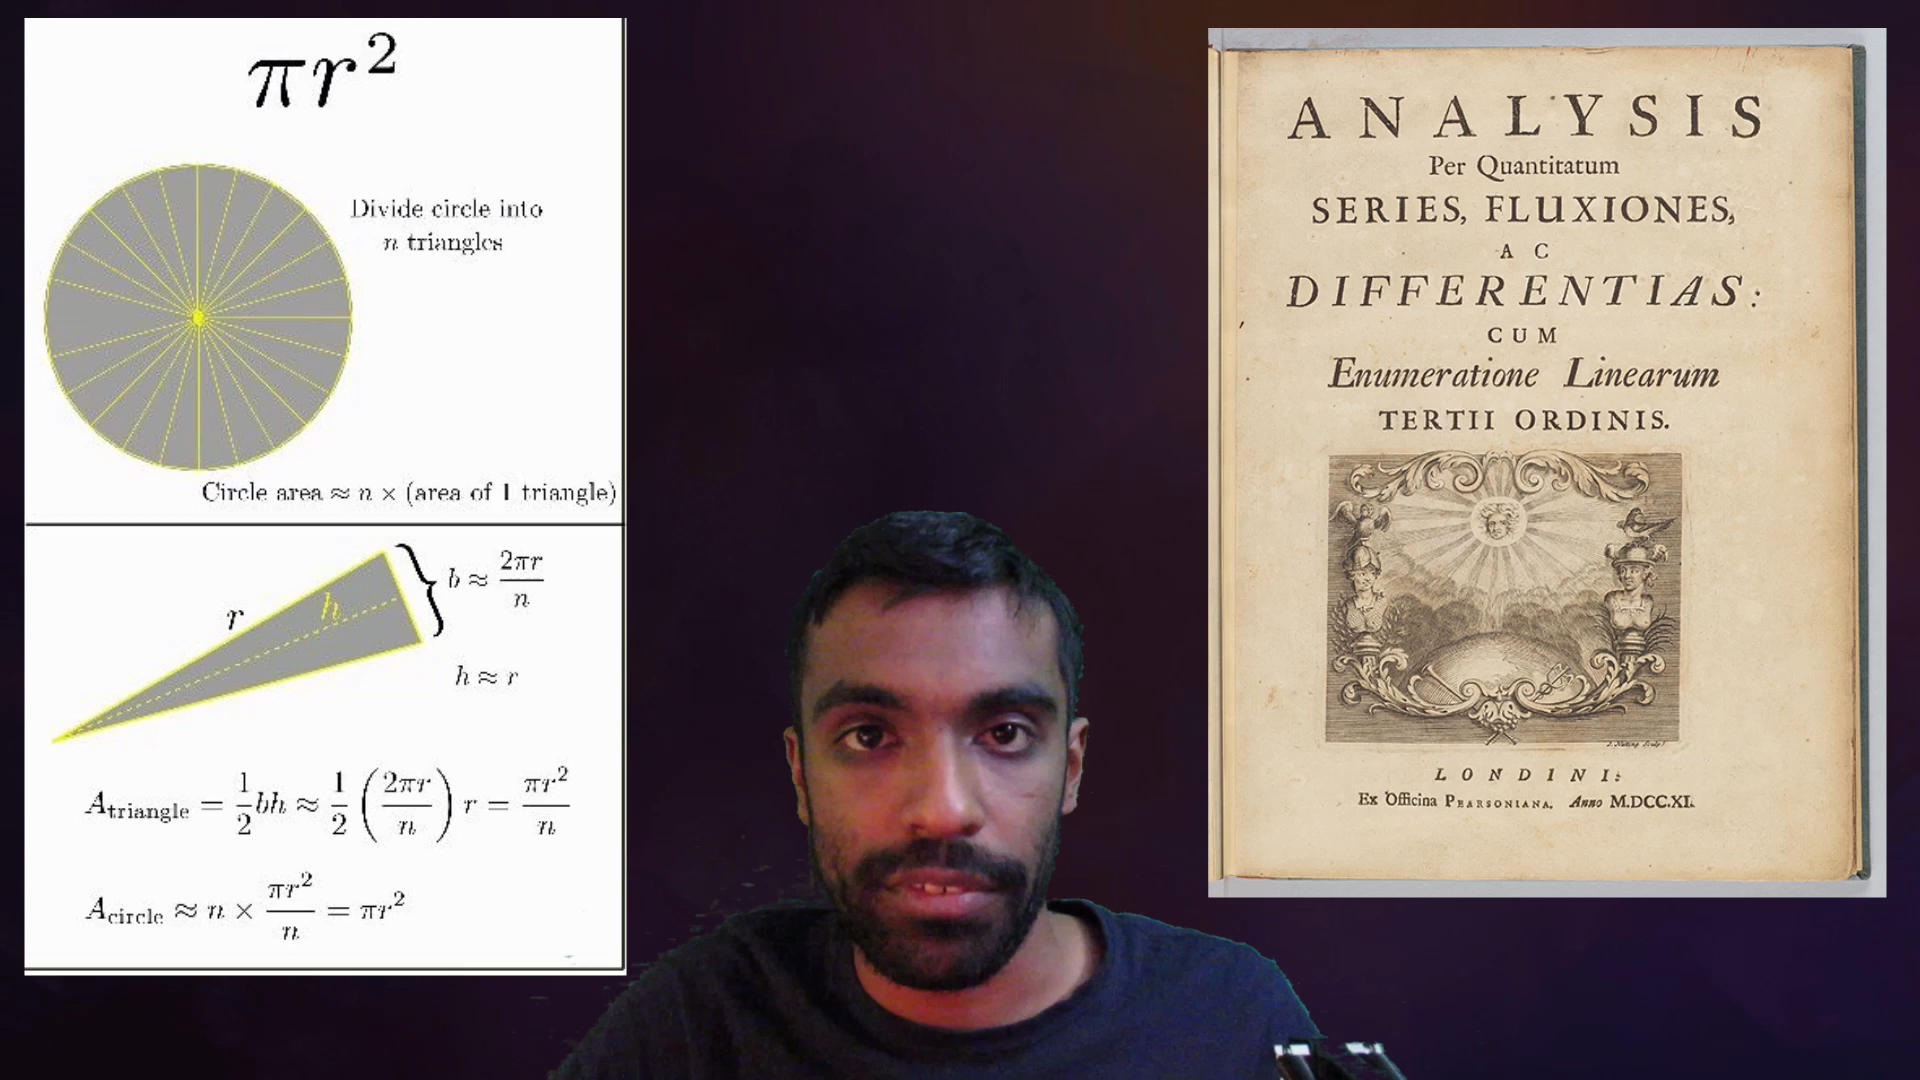 πr²
Divide circle into
n triangles
Circle area ≈ n × (area of 1 triangle)
r
h
b ≈ 2πr/n
h ≈ r
A_triangle = 1/2 bh ≈ 1/2 (2πr/n) r = πr²/n
A_circle ≈ n × πr²/n = πr²
ANALYSIS
Per Quantitatum
SERIES, FLUXIONES,
AC
DIFFERENTIAS:
CUM
Enumeratione Linearum
TERTII ORDINIS.
LONDINI:
Ex Officina PEARSONIANA. Anno M.DCC.XI.